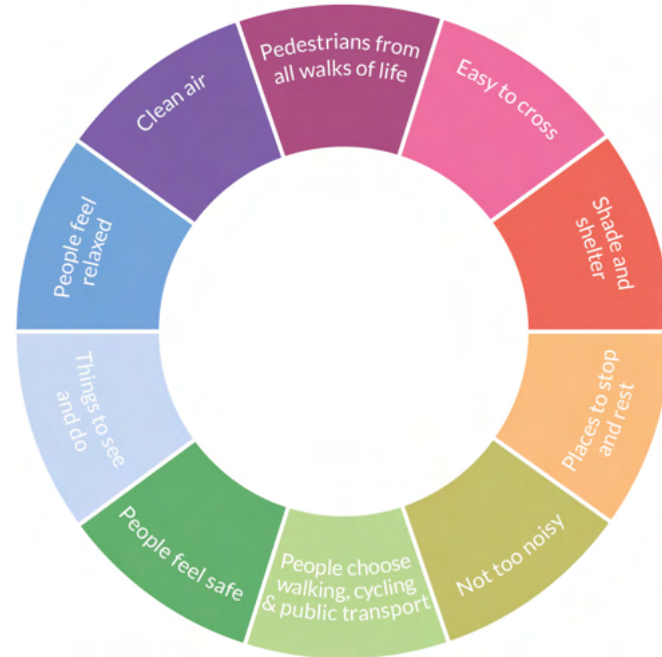 Pedestrians from
all walks of life
Easy to cross
Shade and
shelter
Places to stop
and rest
Not too noisy
People choose
walking, cycling
& public transport
People feel safe
Things to see
and do
People feel
relaxed
Clean air